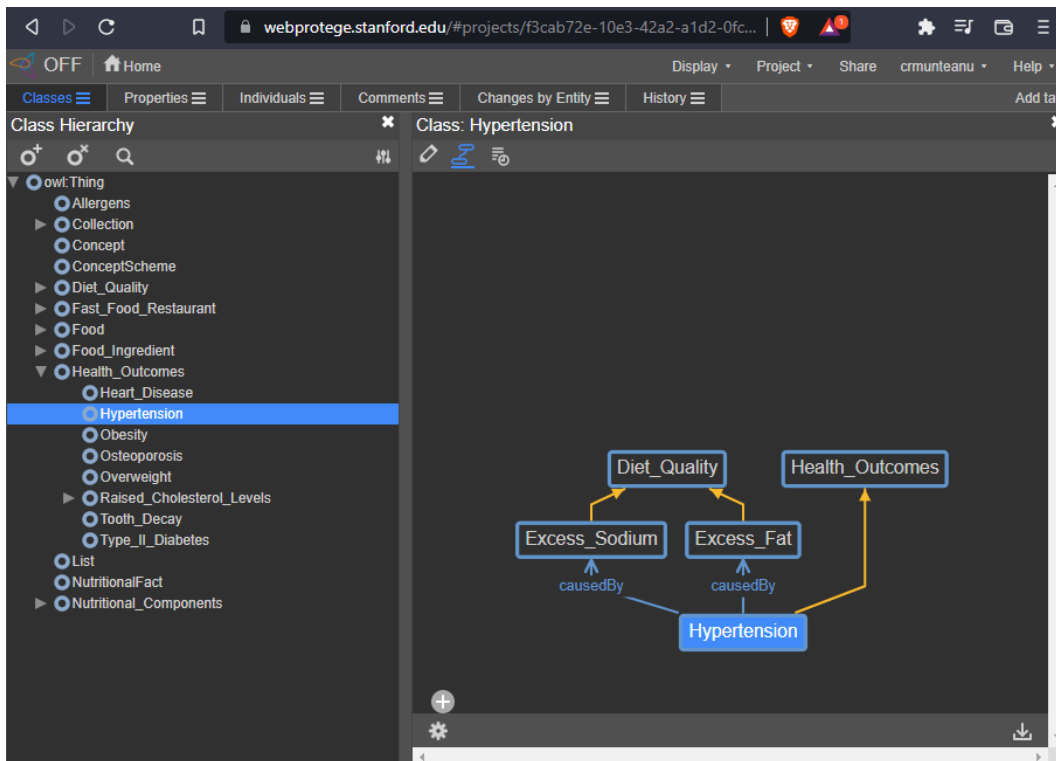 webprotege.stanford.edu/#projects/f3cab72e-10e3-42a2-a1d2-0fc... 1
OFF Home Display Project Share crmunteanu Help
Classes Properties Individuals Comments Changes by Entity History Add ta
Class Hierarchy
Class: Hypertension
owl:Thing
Allergens
Collection
Concept
ConceptScheme
Diet_Quality
Fast_Food_Restaurant
Food
Food_Ingredient
Health_Outcomes
Heart_Disease
Hypertension
Obesity
Osteoporosis
Overweight
Raised_Cholesterol_Levels
Tooth_Decay
Type_II_Diabetes
List
NutritionalFact
Nutritional_Components
Diet_Quality Health_Outcomes
Excess_Sodium Excess_Fat
causedBy causedBy
Hypertension